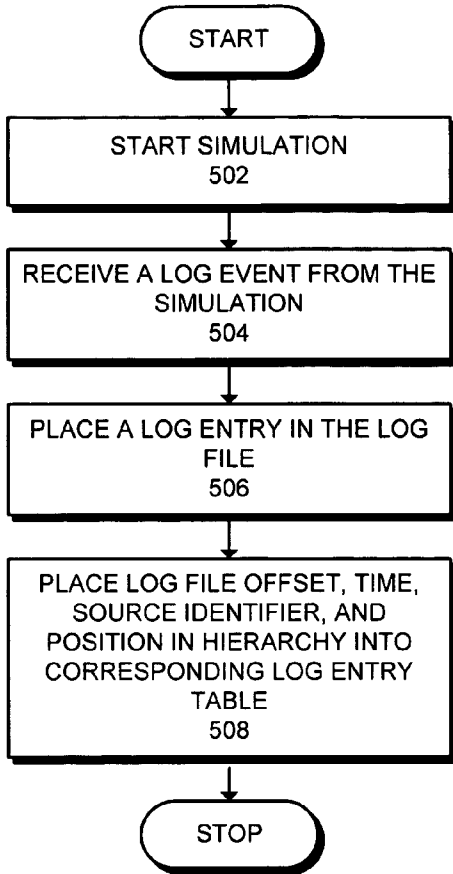 START
START SIMULATION
502
RECEIVE A LOG EVENT FROM THE
SIMULATION
504
PLACE A LOG ENTRY IN THE LOG
FILE
506
PLACE LOG FILE OFFSET, TIME,
SOURCE IDENTIFIER, AND
POSITION IN HIERARCHY INTO
CORRESPONDING LOG ENTRY
TABLE
508
STOP